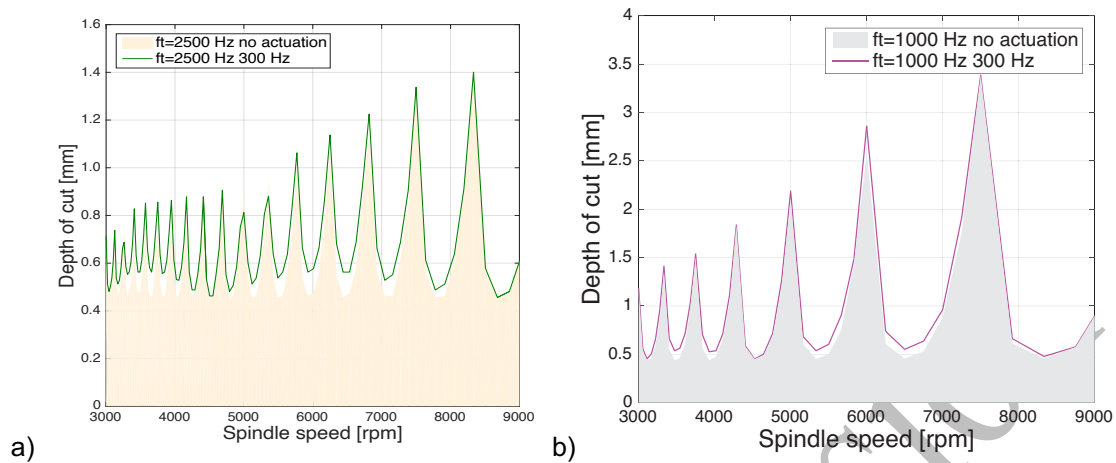 a)
1.6
1.4
1.2
1.0
0.8
0.6
0.4
0.2
0
Depth of cut [mm]
ft=2500 Hz no actuation
ft=2500 Hz 300 Hz
3000 4000 5000 6000 7000 8000 9000
Spindle speed [rpm]
b)
4
3.5
3
2.5
2
1.5
1
0.5
0
Depth of cut [mm]
ft=1000 Hz no actuation
ft=1000 Hz 300 Hz
3000 4000 5000 6000 7000 8000 9000
Spindle speed [rpm]